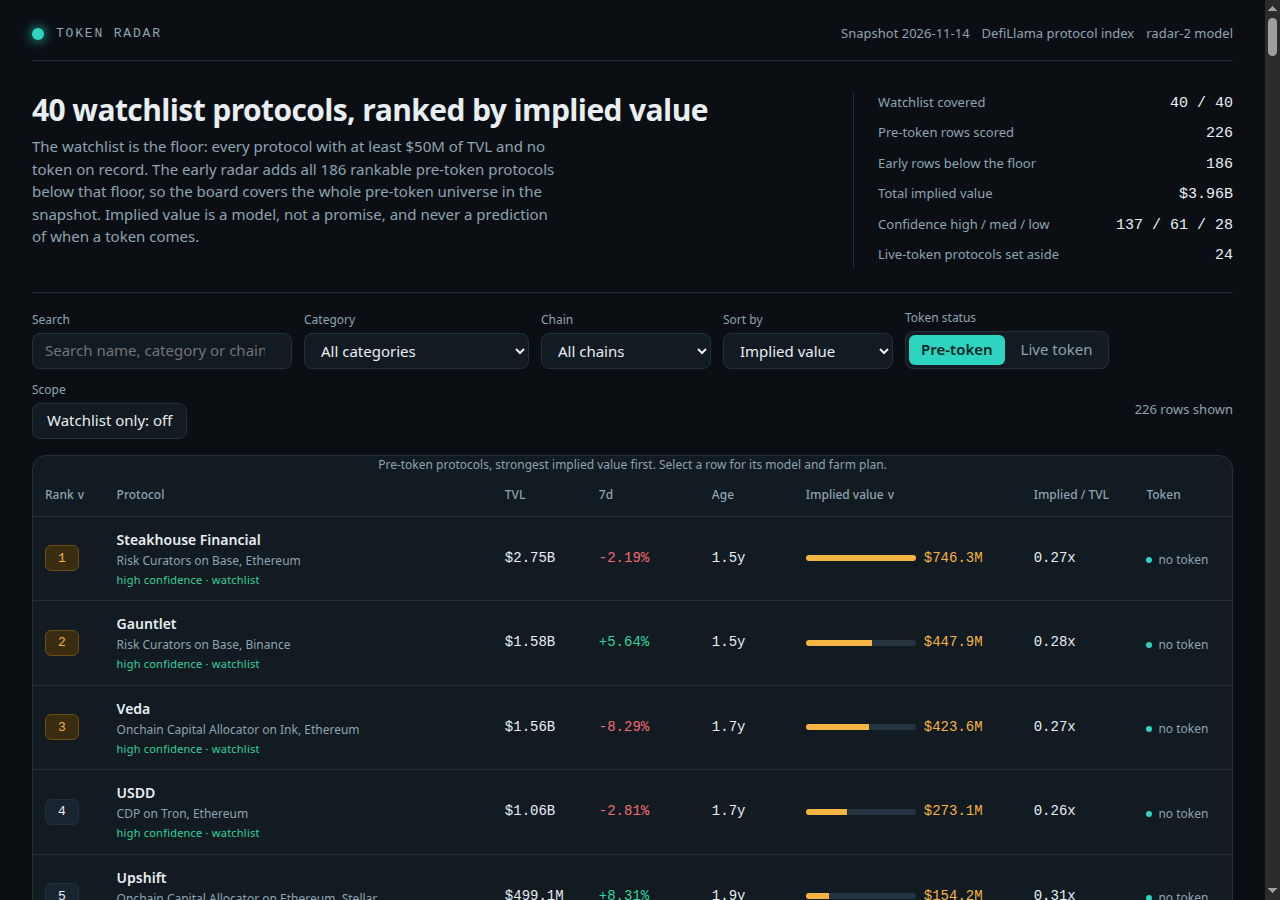 TOKEN RADAR
Snapshot 2026-11-14 DefiLlama protocol index radar-2 model
40 watchlist protocols, ranked by implied value
The watchlist is the floor: every protocol with at least $50M of TVL and no
token on record. The early radar adds all 186 rankable pre-token protocols
below that floor, so the board covers the whole pre-token universe in the
snapshot. Implied value is a model, not a promise, and never a prediction
of when a token comes.
Watchlist covered 40 / 40
Pre-token rows scored 226
Early rows below the floor 186
Total implied value $3.96B
Confidence high / med / low 137 / 61 / 28
Live-token protocols set aside 24
Search Category Chain Sort by Token status
Search name, category or chain All categories All chains Implied value Pre-token Live token
Scope
Watchlist only: off 226 rows shown
Pre-token protocols, strongest implied value first. Select a row for its model and farm plan.
Rank v Protocol TVL 7d Age Implied value v Implied / TVL Token
Steakhouse Financial
1 Risk Curators on Base, Ethereum $2.75B -2.19% 1.5y $746.3M 0.27x no token
high confidence · watchlist
Gauntlet
2 Risk Curators on Base, Binance $1.58B +5.64% 1.5y $447.9M 0.28x no token
high confidence · watchlist
Veda
3 Onchain Capital Allocator on Ink, Ethereum $1.56B -8.29% 1.7y $423.6M 0.27x no token
high confidence · watchlist
USDD
4 CDP on Tron, Ethereum $1.06B -2.81% 1.7y $273.1M 0.26x no token
high confidence · watchlist
Upshift
5 Onchain Capital Allocator on Ethereum, Stellar $499.1M +8.31% 1.9y $154.2M 0.31x no token